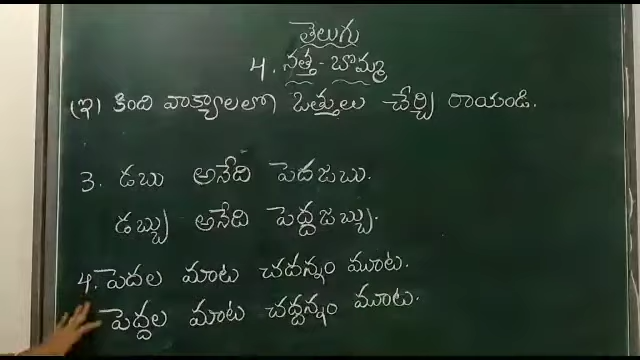 తెలుగు
4. నత్త - బొమ్మ
(ఇ) కింది వాక్యాలలో ఒత్తులు చేర్చి రాయండి.
3. డబు అనేది పెదజబు.
డబ్బు అనేది పెద్దజబ్బు.
4. పెదల మాట చదన్నం మూట.
పెద్దల మాట చద్దన్నం మూట.